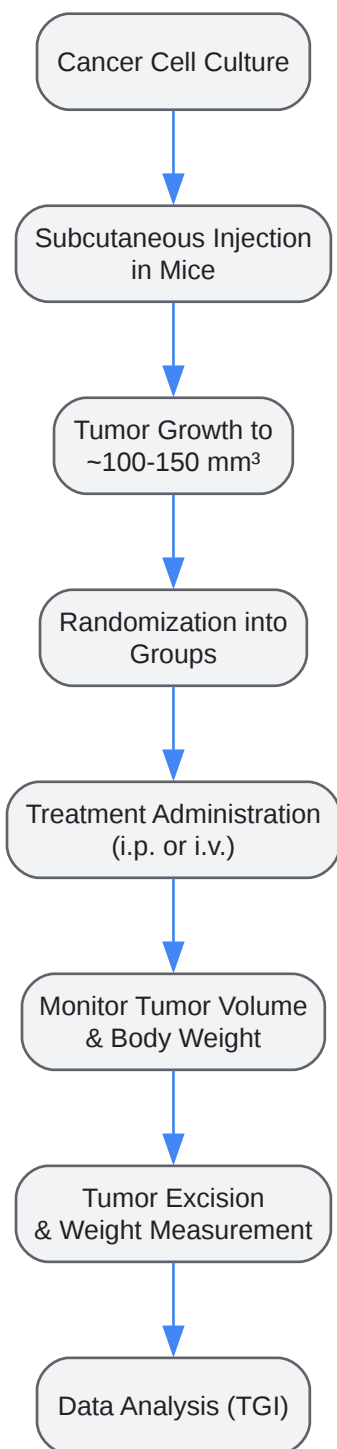 Cancer Cell Culture
Subcutaneous Injection
in Mice
Tumor Growth to
~100-150 mm³
Randomization into
Groups
Treatment Administration
(i.p. or i.v.)
Monitor Tumor Volume
& Body Weight
Tumor Excision
& Weight Measurement
Data Analysis (TGI)